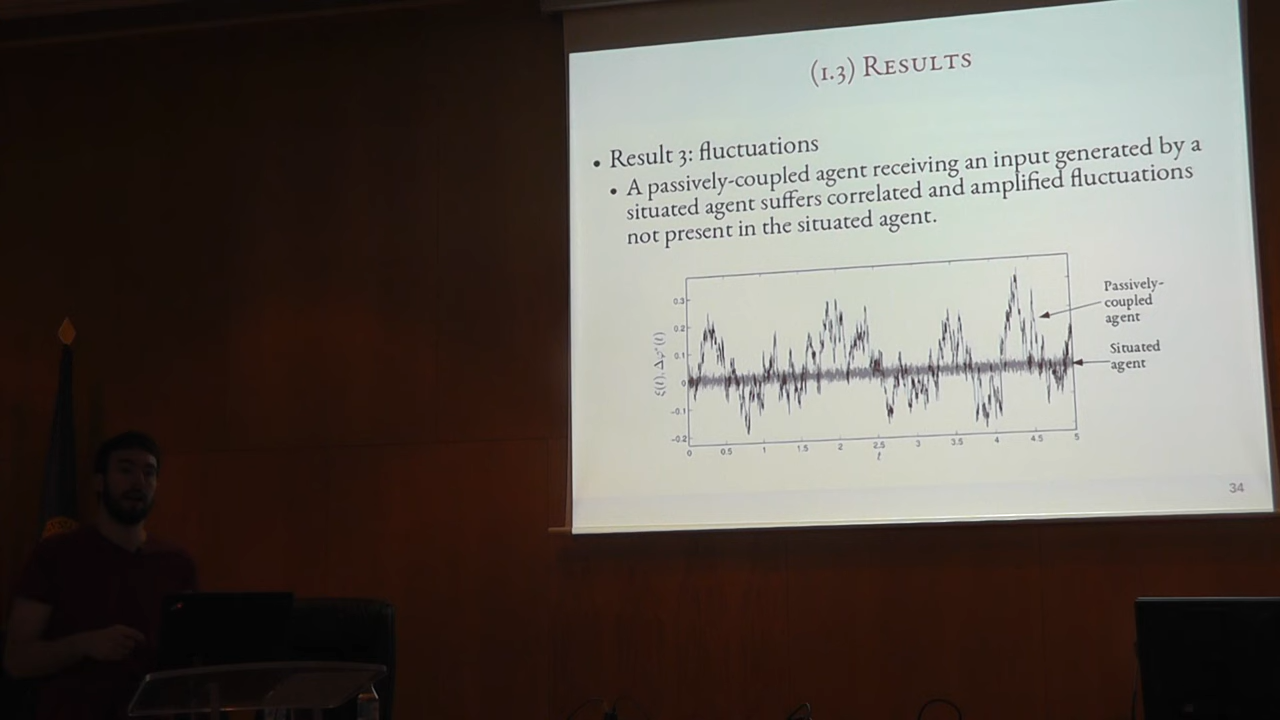 (1.3) Results
• Result 3: fluctuations
• A passively-coupled agent receiving an input generated by a
situated agent suffers correlated and amplified fluctuations
not present in the situated agent.
Passively-
coupled
agent
Situated
agent
ξ(t), Δφ*(t)
0.3
0.2
0.1
0
-0.1
-0.2
0 0.5 1 1.5 2 2.5 3 3.5 4 4.5 5
t
34